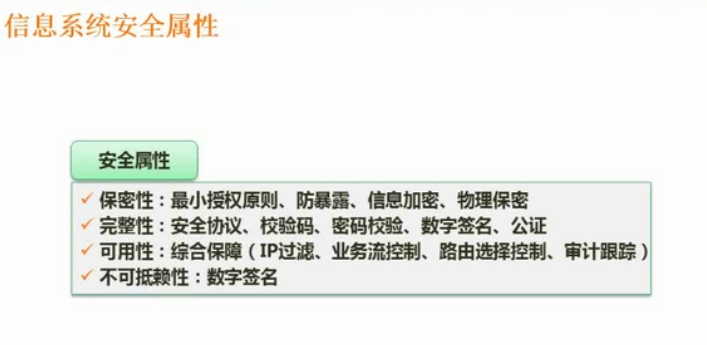 信息系统安全属性
安全属性
✓ 保密性：最小授权原则、防暴露、信息加密、物理保密
✓ 完整性：安全协议、校验码、密码校验、数字签名、公证
✓ 可用性：综合保障（IP过滤、业务流控制、路由选择控制、审计跟踪）
✓ 不可抵赖性：数字签名